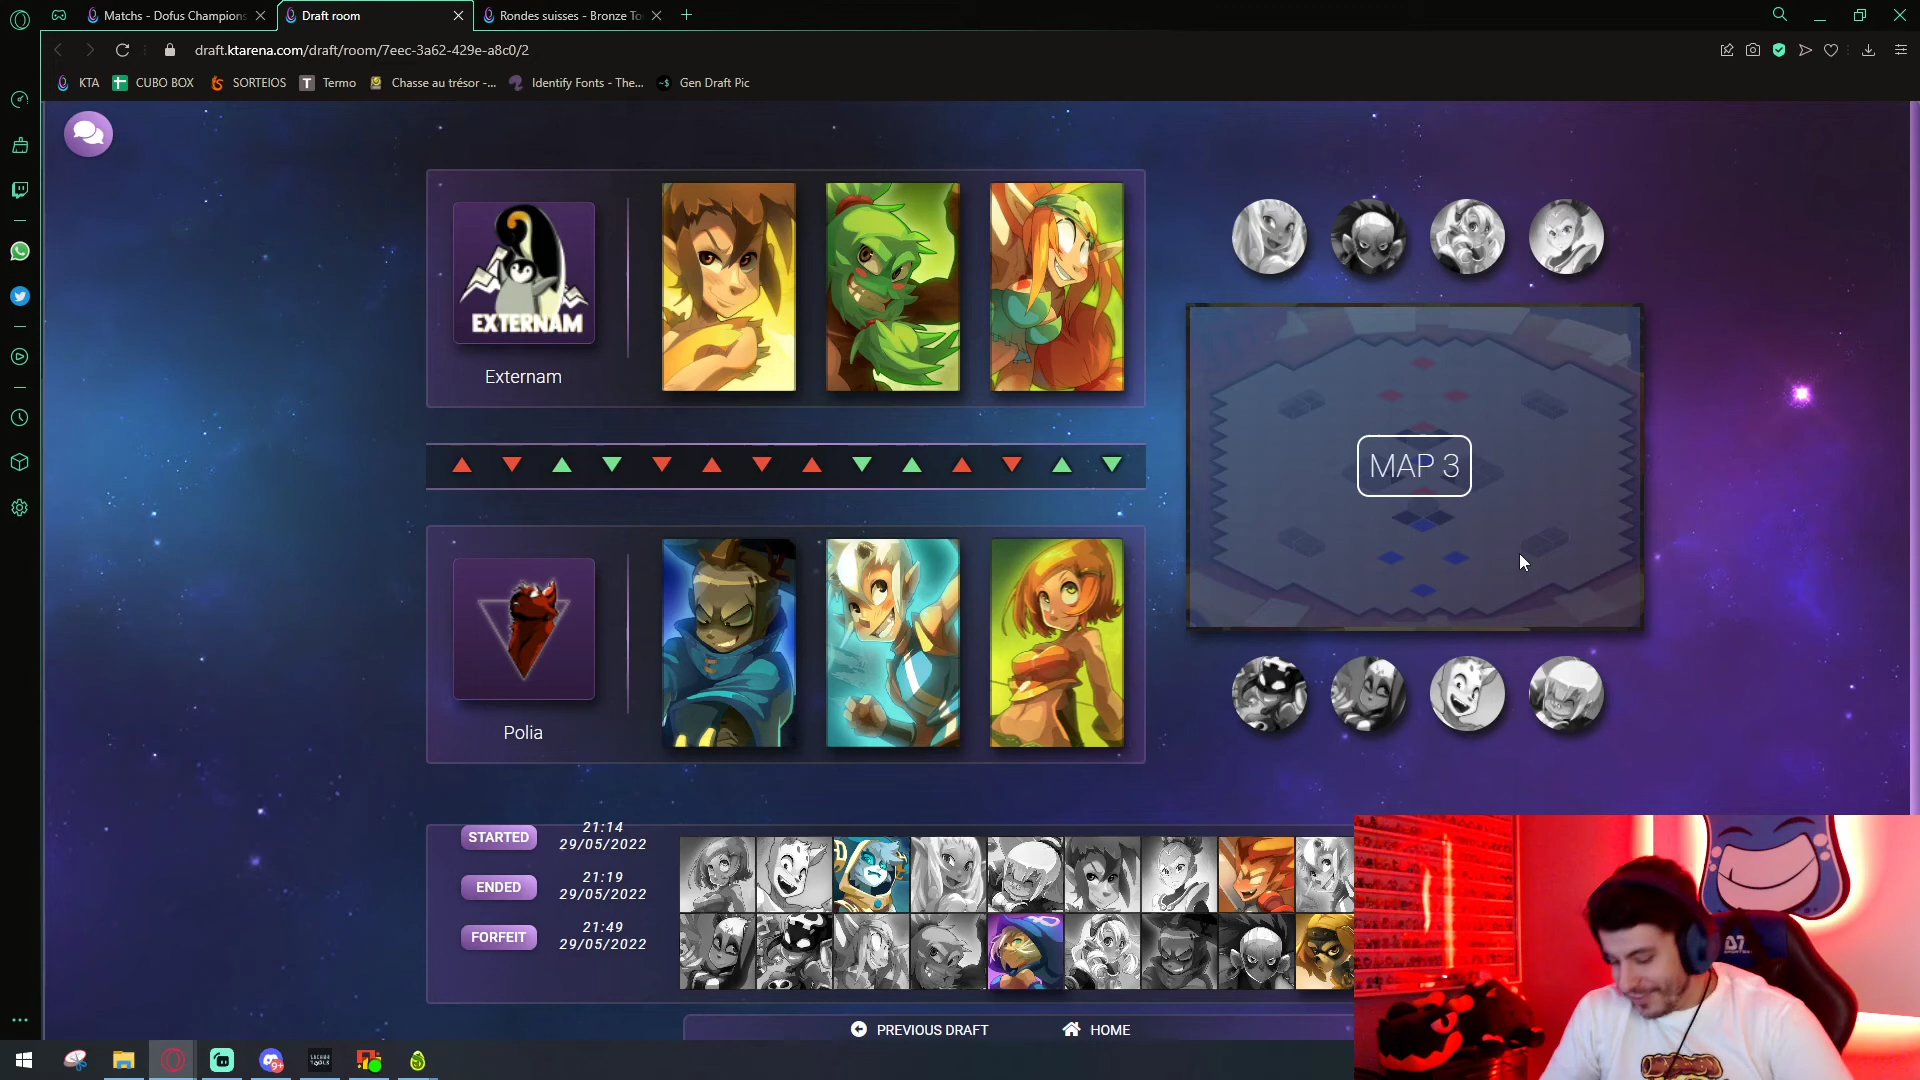 Matchs - Dofus Champions
Draft room
Rondes suisses - Bronze To
draft.ktarena.com/draft/room/7eec-3a62-429e-a8c0/2
KTA
CUBO BOX
SORTEIOS
T
Termo
Chasse au trésor -...
Identify Fonts - The...
~$
Gen Draft Pic
EXTERNAM
Externam
MAP 3
Polia
STARTED
21:14
29/05/2022
ENDED
21:19
29/05/2022
FORFEIT
21:49
29/05/2022
PREVIOUS DRAFT
HOME
9+